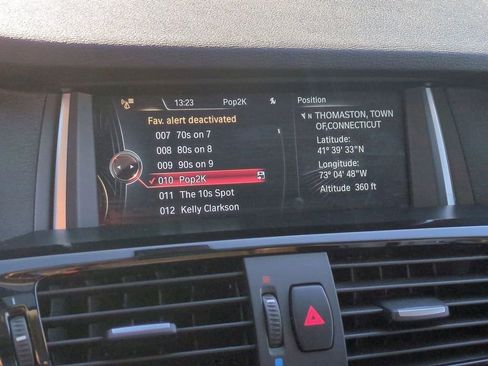 13:23 Pop2K
Fav. alert deactivated
007 70s on 7
008 80s on 8
009 90s on 9
010 Pop2K
011 The 10s Spot
012 Kelly Clarkson
Position
N THOMASTON, TOWN
OF,CONNECTICUT
Latitude:
41° 39' 33"N
Longitude:
73° 04' 48"W
Altitude 360 ft